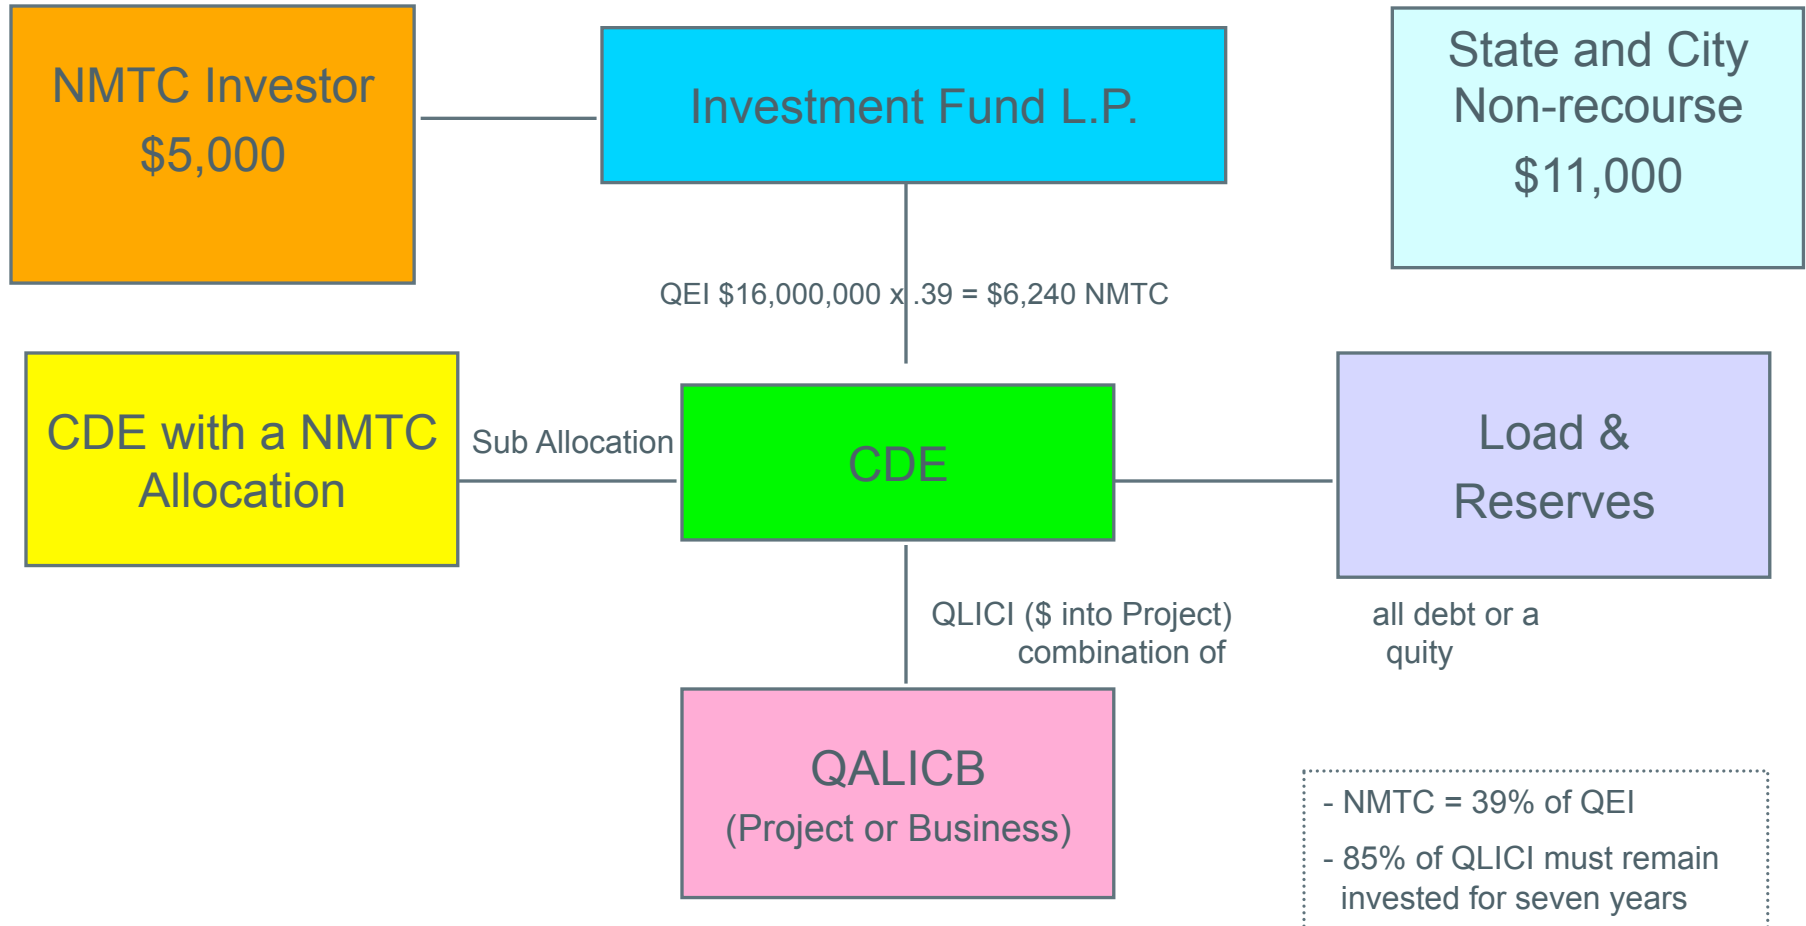 NMTC Investor
$5,000
Investment Fund L.P.
State and City
Non-recourse
$11,000
QEI $16,000,000 x .39 = $6,240 NMTC
CDE with a NMTC
Allocation
Sub Allocation
CDE
Load &
Reserves
QLICI ($ into Project) all debt or a
combination of quity
QALICB
(Project or Business)
- NMTC = 39% of QEI
- 85% of QLICI must remain
invested for seven years